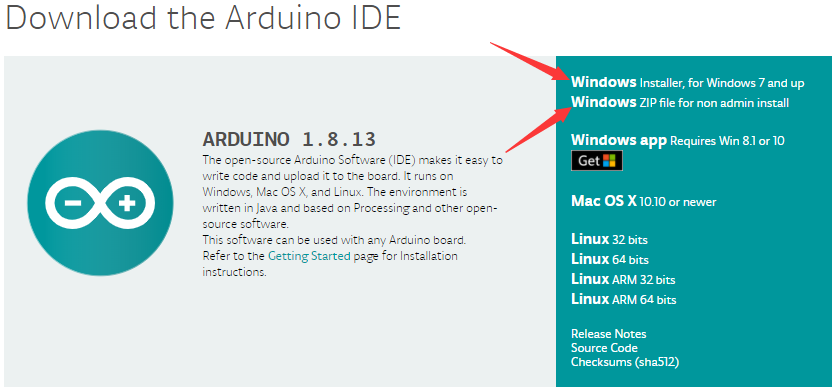 Download the Arduino IDE
ARDUINO 1.8.13
The open-source Arduino Software (IDE) makes it easy to
write code and upload it to the board. It runs on
Windows, Mac OS X, and Linux. The environment is
written in Java and based on Processing and other open-
source software.
This software can be used with any Arduino board.
Refer to the Getting Started page for Installation
instructions.
Windows Installer, for Windows 7 and up
Windows ZIP file for non admin install
Windows app Requires Win 8.1 or 10
Get
Mac OS X 10.10 or newer
Linux 32 bits
Linux 64 bits
Linux ARM 32 bits
Linux ARM 64 bits
Release Notes
Source Code
Checksums (sha512)